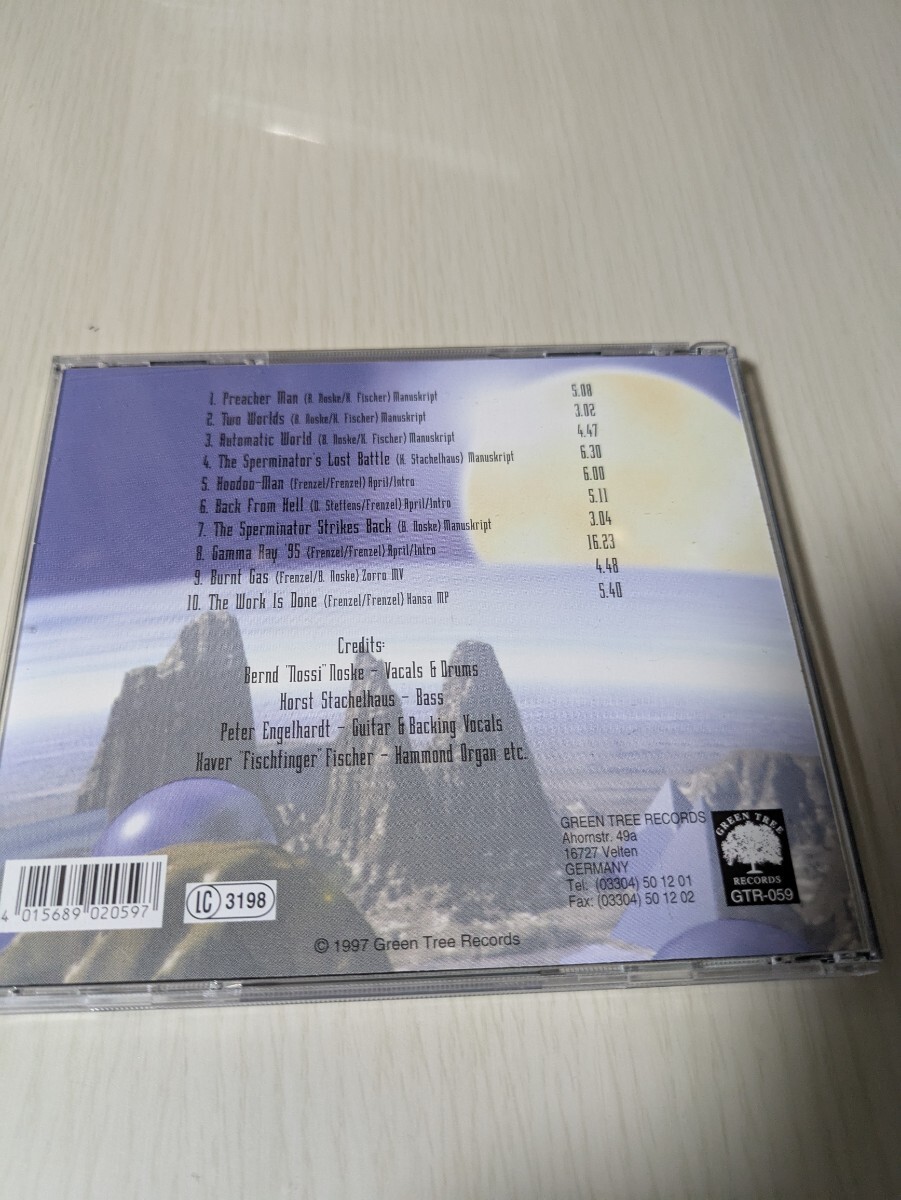 1. Preacher Man (B. Noske/X. Fischer) Manuskript 5.08
2. Two Worlds (B. Noske/X. Fischer) Manuskript 3.02
3. Automatic World (B. Noske/X. Fischer) Manuskript 4.47
4. The Sperminator's Lost Battle (H. Stachelhaus) Manuskript 6.30
5. Hoodoo-Man (Frenzel/Frenzel) April/Intro 6.00
6. Back From Hell (D. Steffens/Frenzel) April/Intro 5.11
7. The Sperminator Strikes Back (B. Noske) Manuskript 3.04
8. Gamma Ray '95 (Frenzel/Frenzel) April/Intro 16.23
9. Burnt Gas (Frenzel/B. Noske) Zorro MV 4.48
10. The Work Is Done (Frenzel/Frenzel) Hansa MP 5.40
Credits:
Bernd "Nossi" Noske - Vacals & Drums
Horst Stachelhaus - Bass
Peter Engelhardt - Guitar & Backing Vocals
Xaver "Fischfinger" Fischer - Hammond Organ etc.
GREEN TREE RECORDS
Ahornstr. 49a
16727 Velten
GERMANY
Tel: (03304) 50 12 01
Fax: (03304) 50 12 02
GREEN TREE
RECORDS
GTR-059
4 015689 020597
LC 3198
© 1997 Green Tree Records